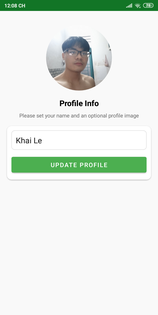 12:08 CH
Profile Info
Please set your name and an optional profile image
Khai Le
UPDATE PROFILE